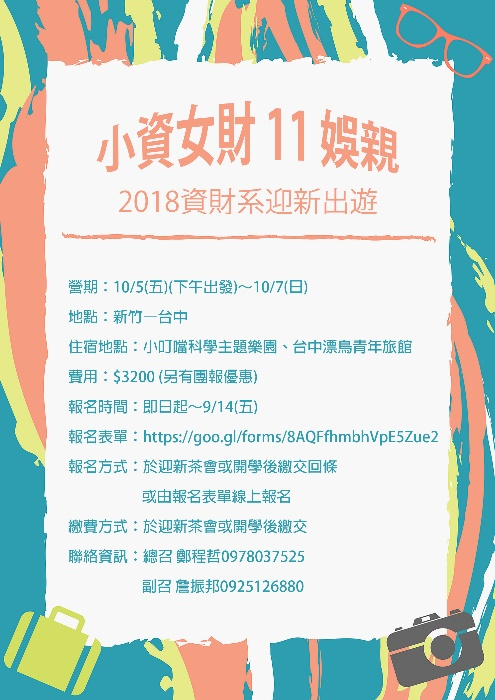 小資女財 11 娛親
2018資財系迎新出遊
營期：10/5(五)(下午出發)～10/7(日)
地點：新竹—台中
住宿地點：小叮噹科學主題樂園、台中漂鳥青年旅館
費用：$3200 (另有團報優惠)
報名時間：即日起～9/14(五)
報名表單：https://goo.gl/forms/8AQFfhmbhVpE5Zue2
報名方式：於迎新茶會或開學後繳交回條
或由報名表單線上報名
繳費方式：於迎新茶會或開學後繳交
聯絡資訊：總召 鄭程哲0978037525
副召 詹振邦0925126880